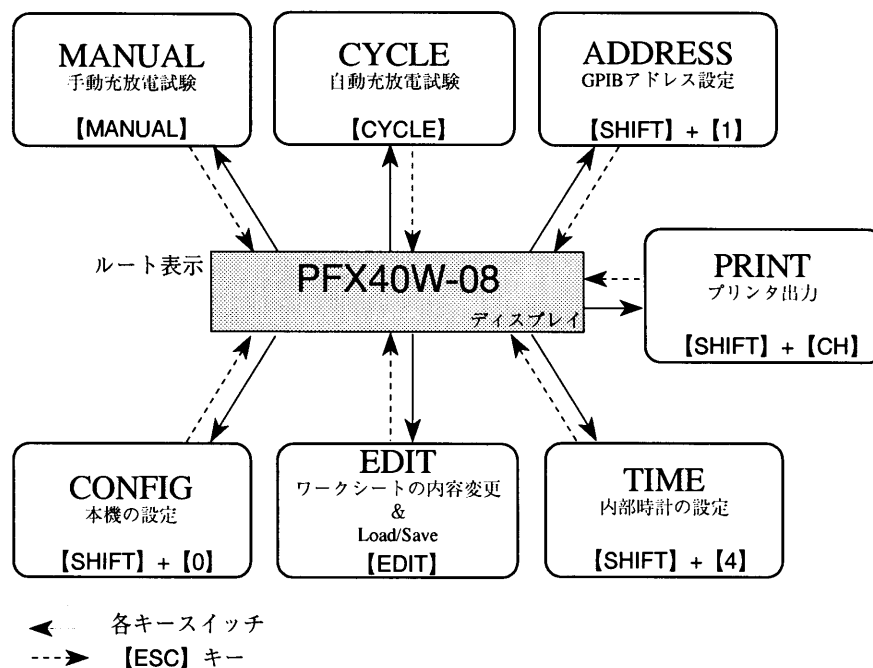 MANUAL
手動充放電試験
【MANUAL】
CYCLE
自動充放電試験
【CYCLE】
ADDRESS
GPIBアドレス設定
【SHIFT】+【1】
ルート表示
PFX40W-08
ディスプレイ
PRINT
プリンタ出力
【SHIFT】+【CH】
CONFIG
本機の設定
【SHIFT】+【0】
EDIT
ワークシートの内容変更
&
Load/Save
【EDIT】
TIME
内部時計の設定
【SHIFT】+【4】
各キースイッチ
【ESC】キー